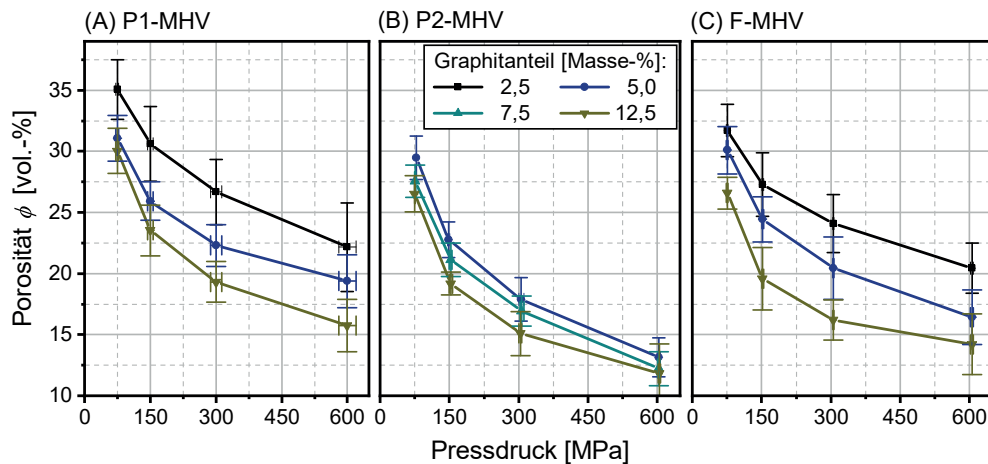 (A) P1-MHV
(B) P2-MHV
(C) F-MHV
Graphitanteil [Masse-%]:
2,5
5,0
7,5
12,5
Porosität ϕ [vol.-%]
35
30
25
20
15
10
0 150 300 450 600
0 150 300 450 600
0 150 300 450 600
Pressdruck [MPa]